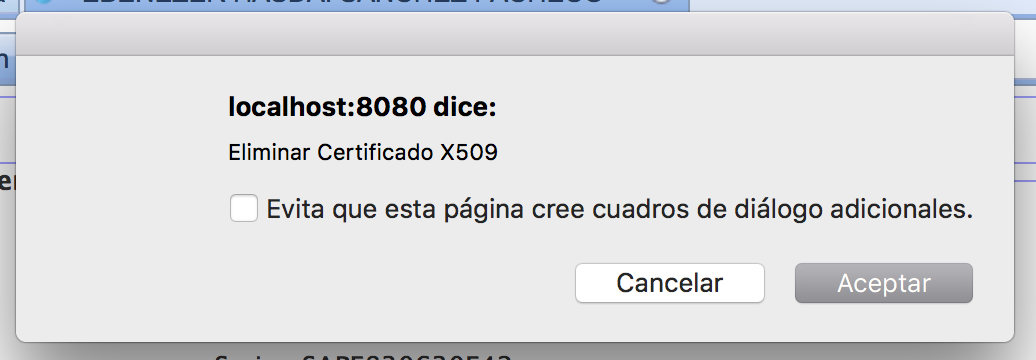 localhost:8080 dice:
Eliminar Certificado X509
Evita que esta página cree cuadros de diálogo adicionales.
Cancelar
Aceptar